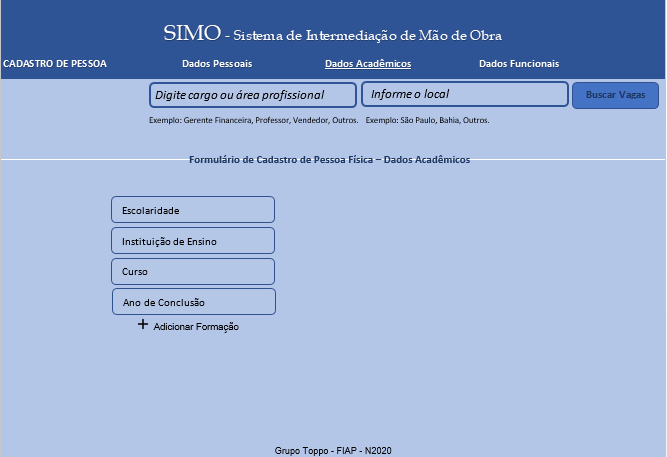 SIMO - Sistema de Intermediação de Mão de Obra
CADASTRO DE PESSOA Dados Pessoais Dados Acadêmicos Dados Funcionais
Digite cargo ou área profissional Informe o local Buscar Vagas
Exemplo: Gerente Financeira, Professor, Vendedor, Outros. Exemplo: São Paulo, Bahia, Outros.
Formulário de Cadastro de Pessoa Física – Dados Acadêmicos
Escolaridade
Instituição de Ensino
Curso
Ano de Conclusão
+ Adicionar Formação
Grupo Toppo - FIAP - N2020